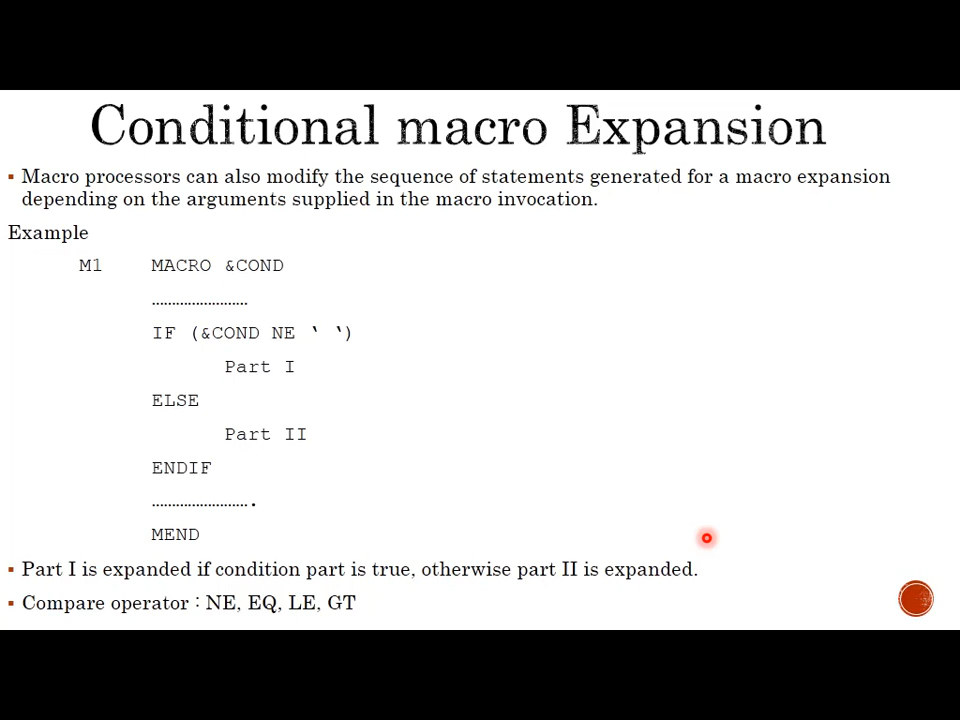 Conditional macro Expansion
▪ Macro processors can also modify the sequence of statements generated for a macro expansion
depending on the arguments supplied in the macro invocation.
Example
M1 MACRO &COND
........................
IF (&COND NE ‘ ‘)
Part I
ELSE
Part II
ENDIF
.........................
MEND
▪ Part I is expanded if condition part is true, otherwise part II is expanded.
▪ Compare operator : NE, EQ, LE, GT